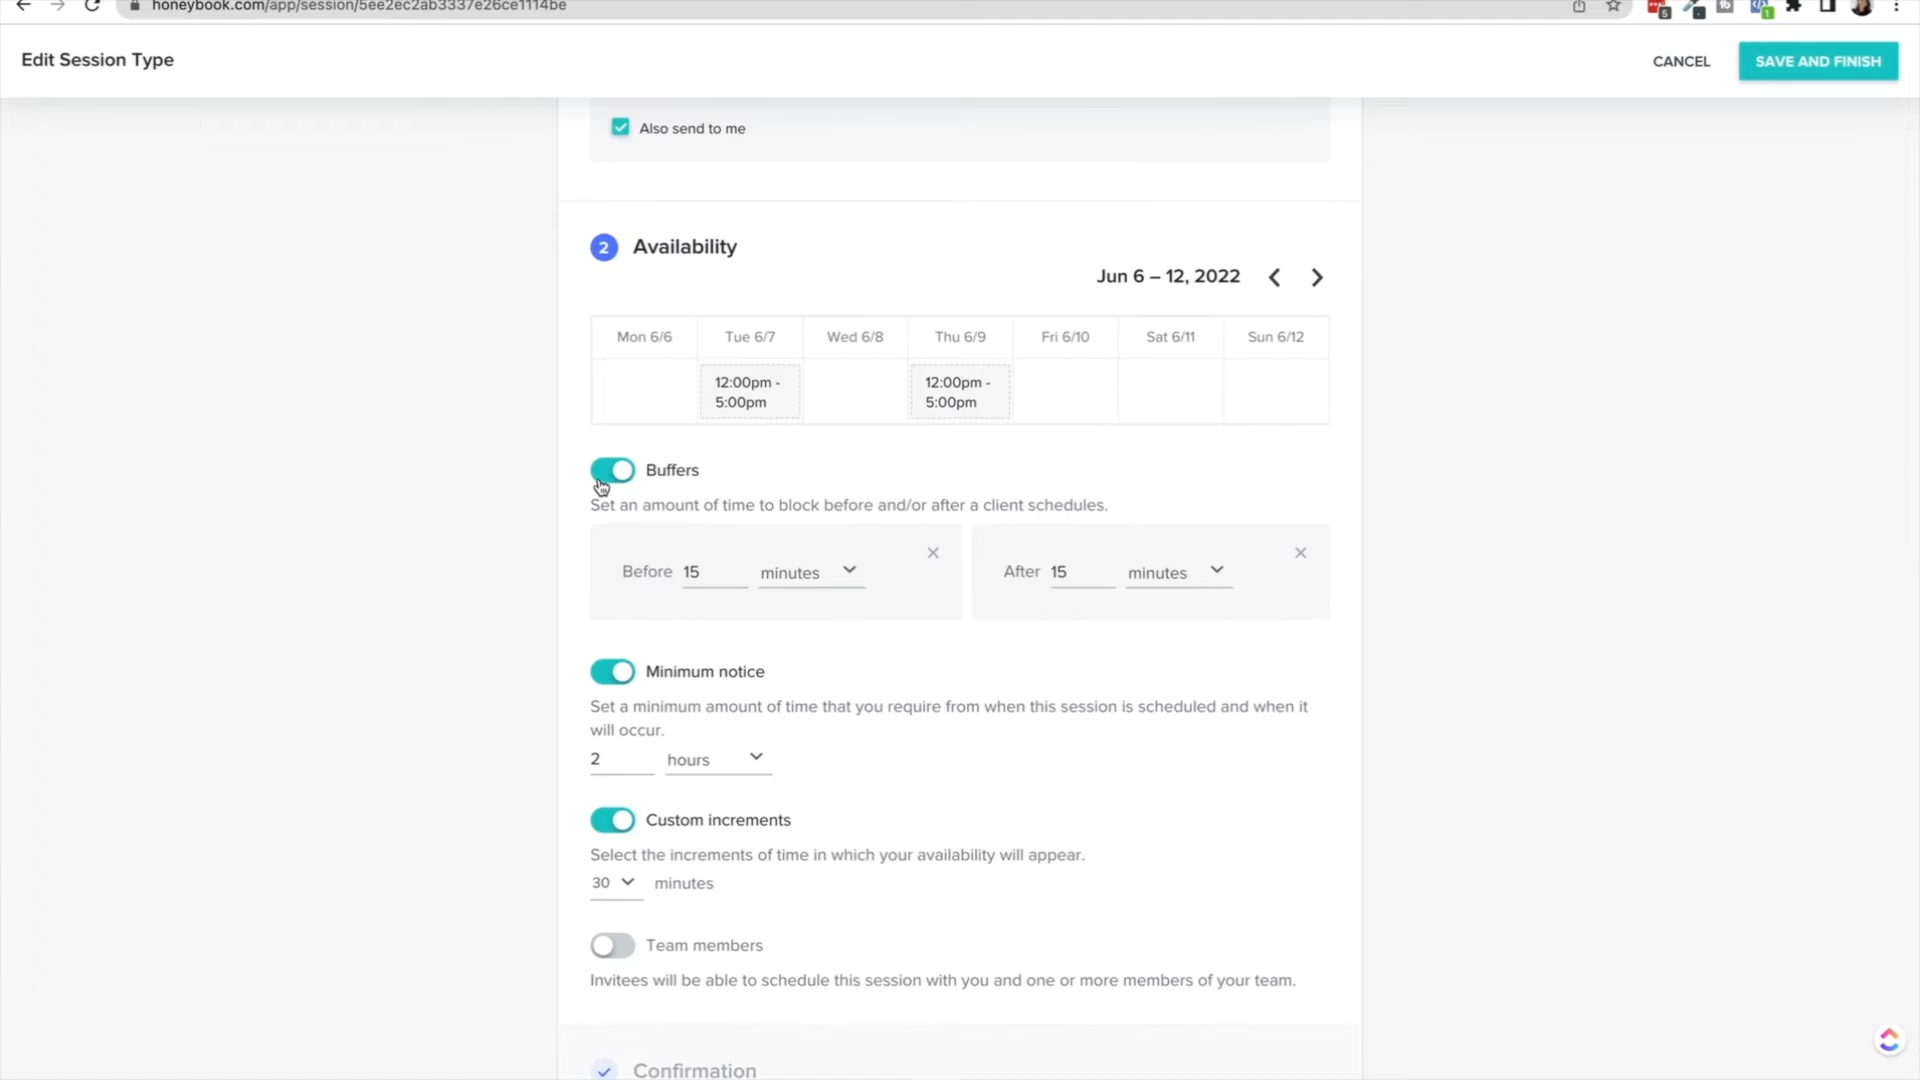 honeybook.com/app/session/5ee2ec2ab3337e26ce1114be
5
1
Edit Session Type
CANCEL
SAVE AND FINISH
Also send to me
2 Availability
Jun 6 – 12, 2022
Mon 6/6 Tue 6/7 Wed 6/8 Thu 6/9 Fri 6/10 Sat 6/11 Sun 6/12
12:00pm - 12:00pm -
5:00pm 5:00pm
Buffers
Set an amount of time to block before and/or after a client schedules.
Before 15 minutes After 15 minutes
Minimum notice
Set a minimum amount of time that you require from when this session is scheduled and when it
will occur.
2 hours
Custom increments
Select the increments of time in which your availability will appear.
30 minutes
Team members
Invitees will be able to schedule this session with you and one or more members of your team.
Confirmation